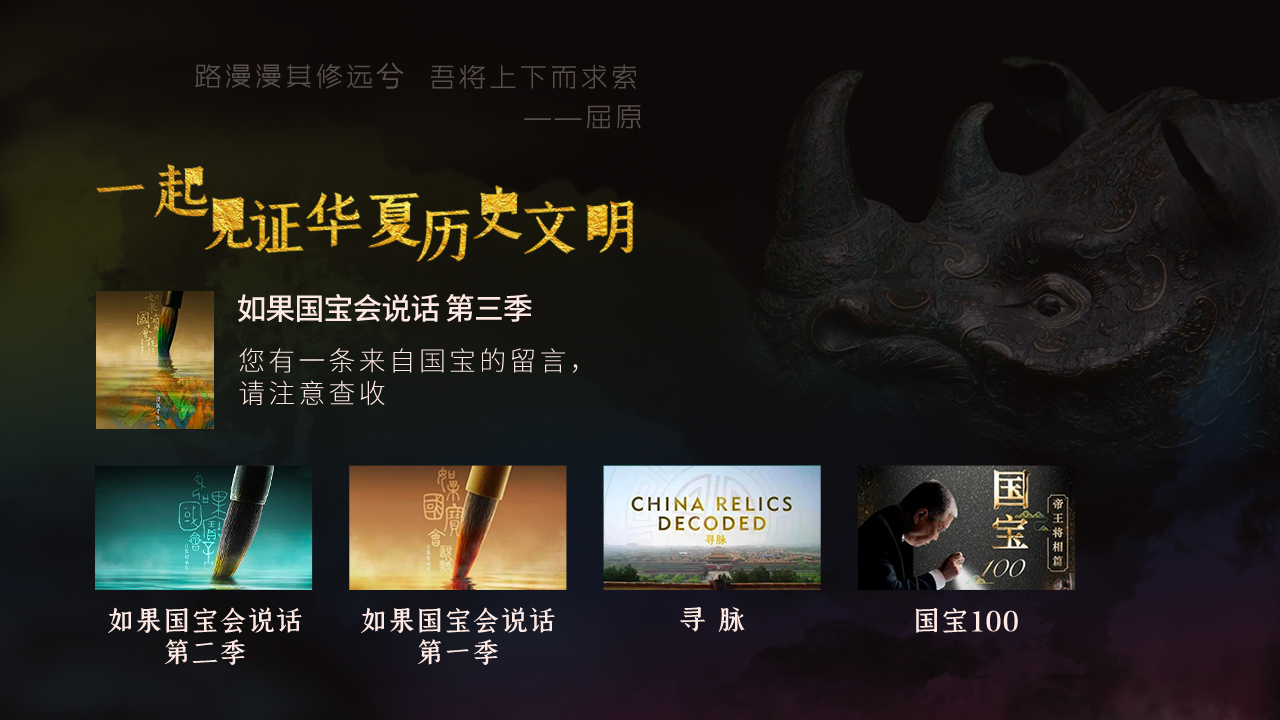 路漫漫其修远兮 吾将上下而求索
——屈原
一起见证华夏历史文明
如果国宝会说话 第三季
您有一条来自国宝的留言，
请注意查收
CHINA RELICS
DECODED
寻脉
国宝
100
帝王将相篇
如果国宝会说话
第二季
如果国宝会说话
第一季
寻 脉
国宝100